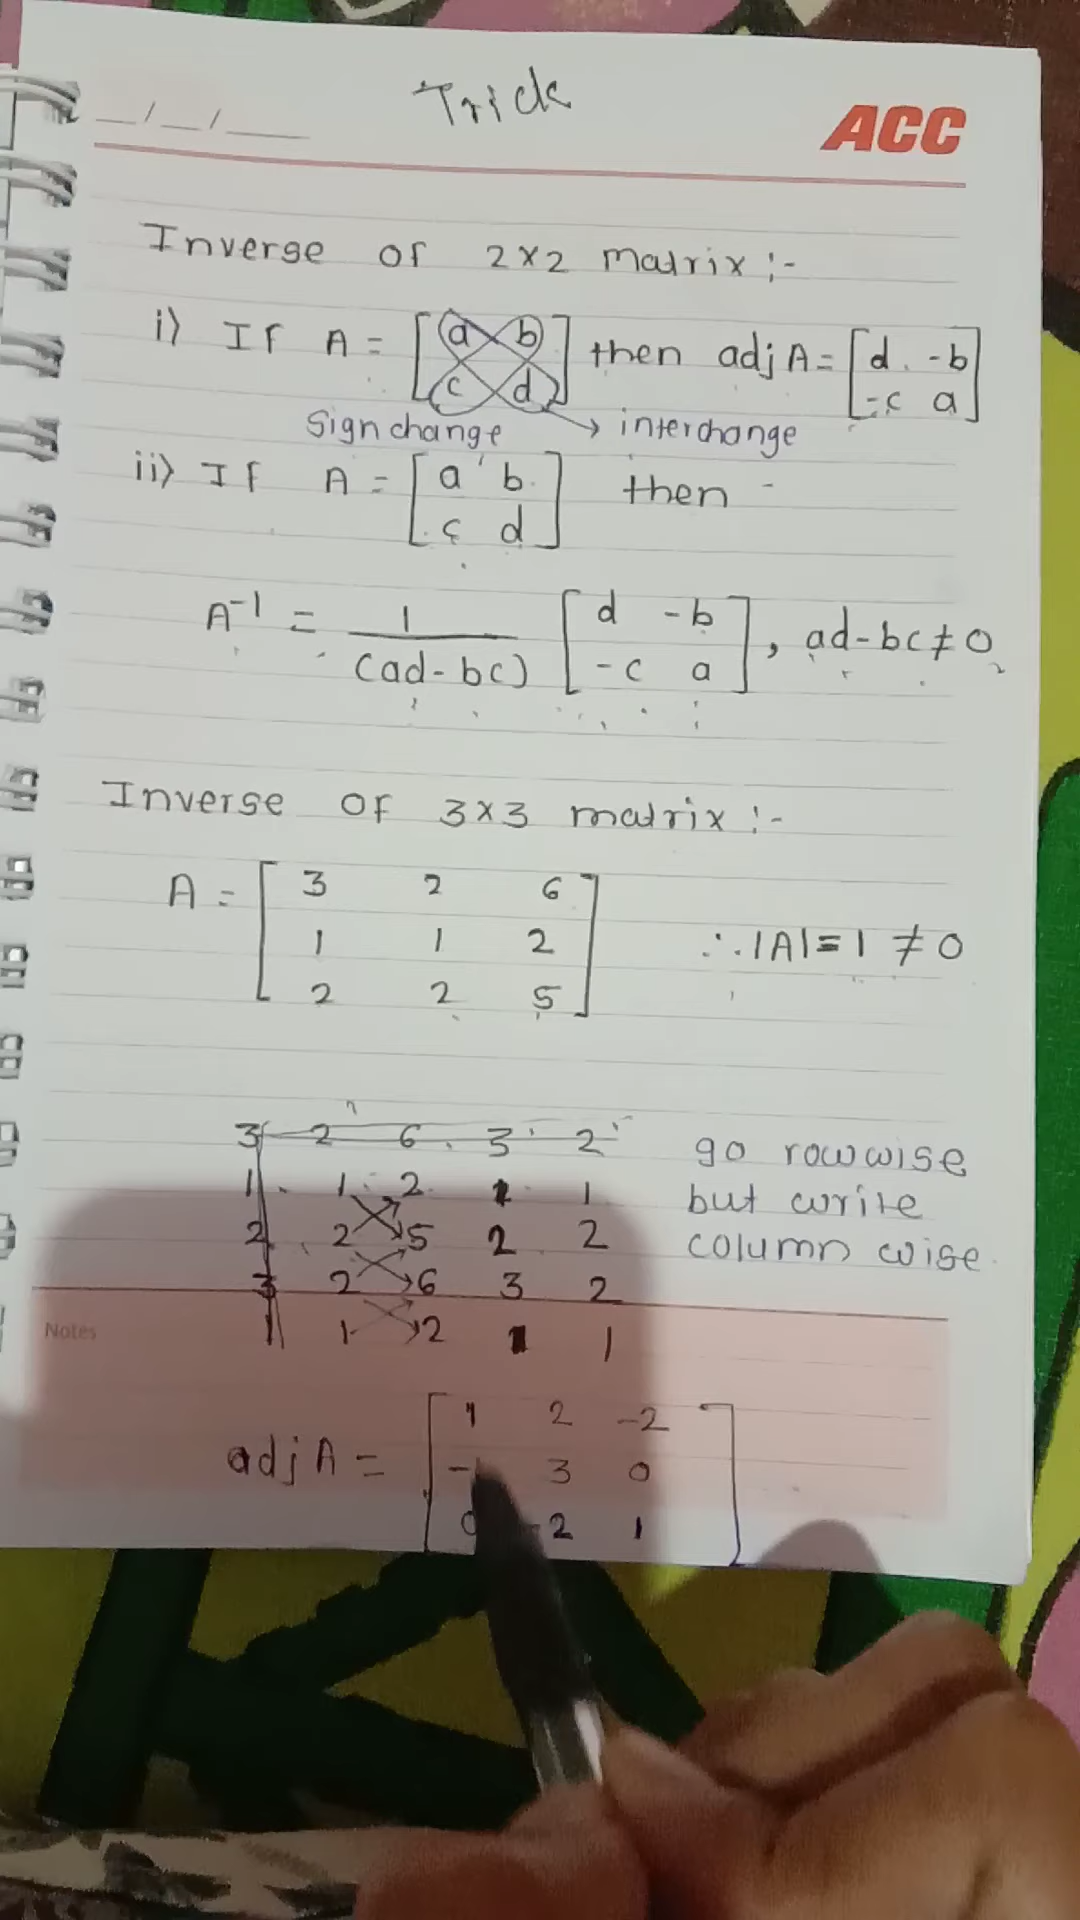 Trick
__/__/____ ACC
Inverse of 2x2 matrix :-
i) If A = [a b] then adj A = [d -b]
[c d] [-c a]
Sign change → interchange
ii) If A = [a b] then
[c d]
A⁻¹ = 1 [d -b] , ad-bc≠0
(ad-bc) [-c a]
Inverse of 3x3 matrix :-
A = [3 2 6]
1 1 2 ∴ |A| = 1 ≠ 0
2 2 5
3 2 6 3 2 go rowwise
1 1 2 1 1 but write
2 2 5 2 2 column wise.
3 2 6 3 2
Notes 1 1 2 1 1
adj A = [1 2 -2]
3 0
0 -2 1